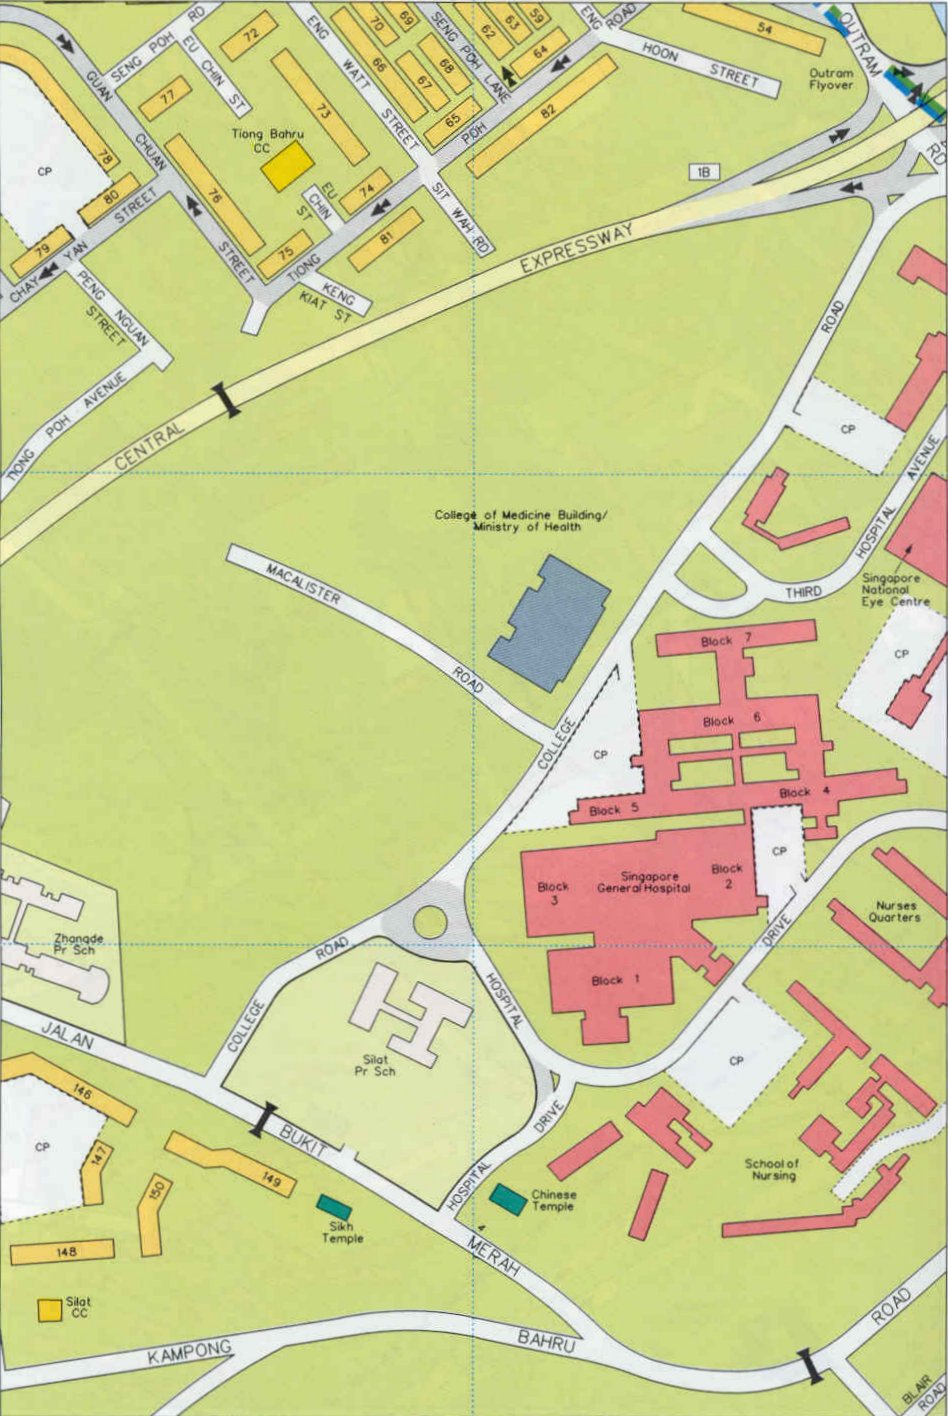 GUAN
CHUAN
STREET
SENG POH RD
EU CHIN ST
72
77
73
76
78
80
79
CP
Tiong Bahru
CC
ENG WATT STREET
70
69
66
67
68
65
SENG POH LANE
62
63
59
64
ENG HOON STREET
POH ROAD
82
54
OUTRAM
RD
Outram
Flyover
1B
EU
CHIN
ST
74
75
81
TIONG
KENG
KIAT ST
SIT WAH RD
CHAY YAN STREET
PENG NGUAN
STREET
TIONG POH AVENUE
CENTRAL EXPRESSWAY
ROAD
CP
HOSPITAL AVENUE
THIRD
College of Medicine Building/
Ministry of Health
MACALISTER ROAD
Singapore
National
Eye Centre
CP
COLLEGE
CP
Block 7
Block 6
Block 5
Block 4
Block
3
Singapore
General Hospital
Block
2
CP
Block 1
Nurses
Quarters
DRIVE
Zhangde
Pr Sch
COLLEGE ROAD
HOSPITAL
Silat
Pr Sch
CP
DRIVE
HOSPITAL
JALAN
BUKIT
MERAH
146
147
CP
148
149
150
Sikh
Temple
Chinese
Temple
4
School of
Nursing
Silat
CC
KAMPONG
BAHRU
ROAD
BLAIR
ROAD